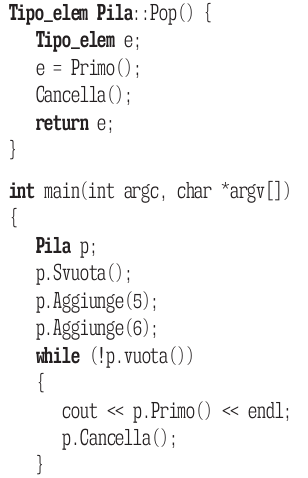 Tipo_elem Pila::Pop() {
Tipo_elem e;
e = Primo();
Cancella();
return e;
}
int main(int argc, char *argv[])
{
Pila p;
p.Svuota();
p.Aggiunge(5);
p.Aggiunge(6);
while (!p.vuota())
{
cout << p.Primo() << endl;
p.Cancella();
}